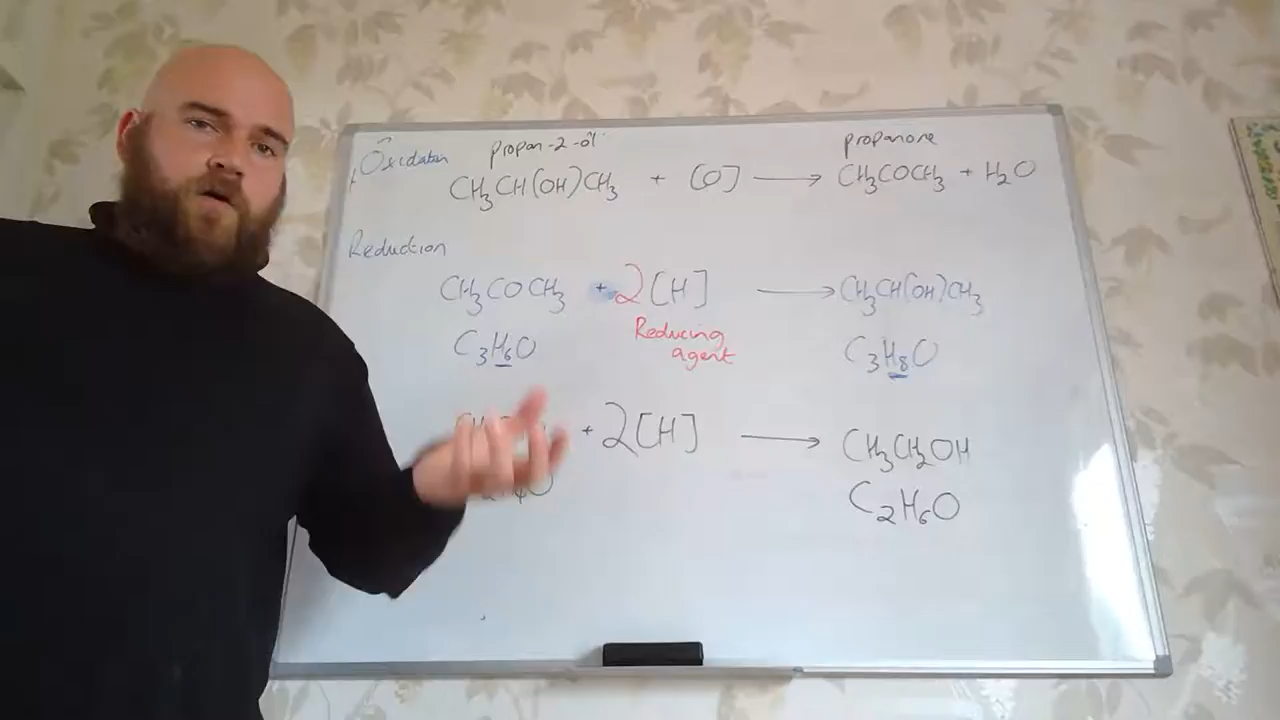 Oxidation propan-2-ol propanone
CH₃CH(OH)CH₃ + [O] → CH₃COCH₃ + H₂O
Reduction
CH₃COCH₃ + 2[H] → CH₃CH(OH)CH₃
Reducing
agent
C₃H₆O C₃H₈O
+ 2[H] → CH₃CH₂OH
C₂H₆O